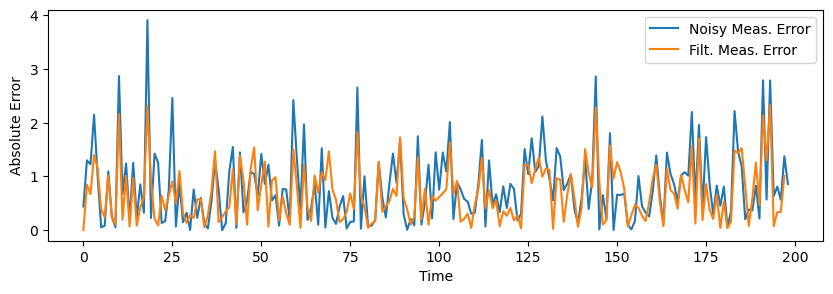 Noisy Meas. Error
Filt. Meas. Error
Absolute Error
4
3
2
1
0
0 25 50 75 100 125 150 175 200
Time